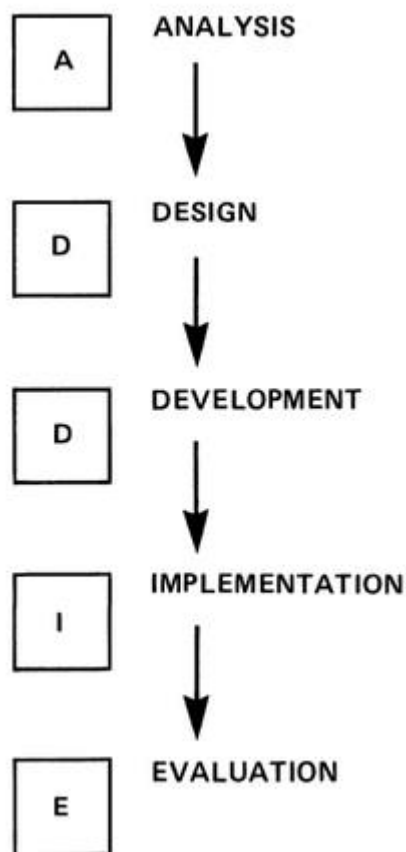 A ANALYSIS
D DESIGN
D DEVELOPMENT
I IMPLEMENTATION
E EVALUATION